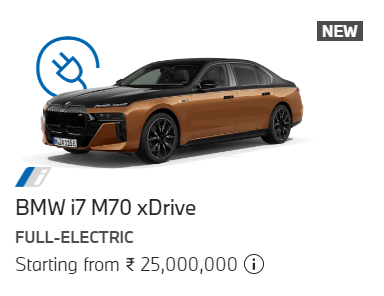 NEW
BMW i7 M70 xDrive
FULL-ELECTRIC
Starting from ₹ 25,000,000